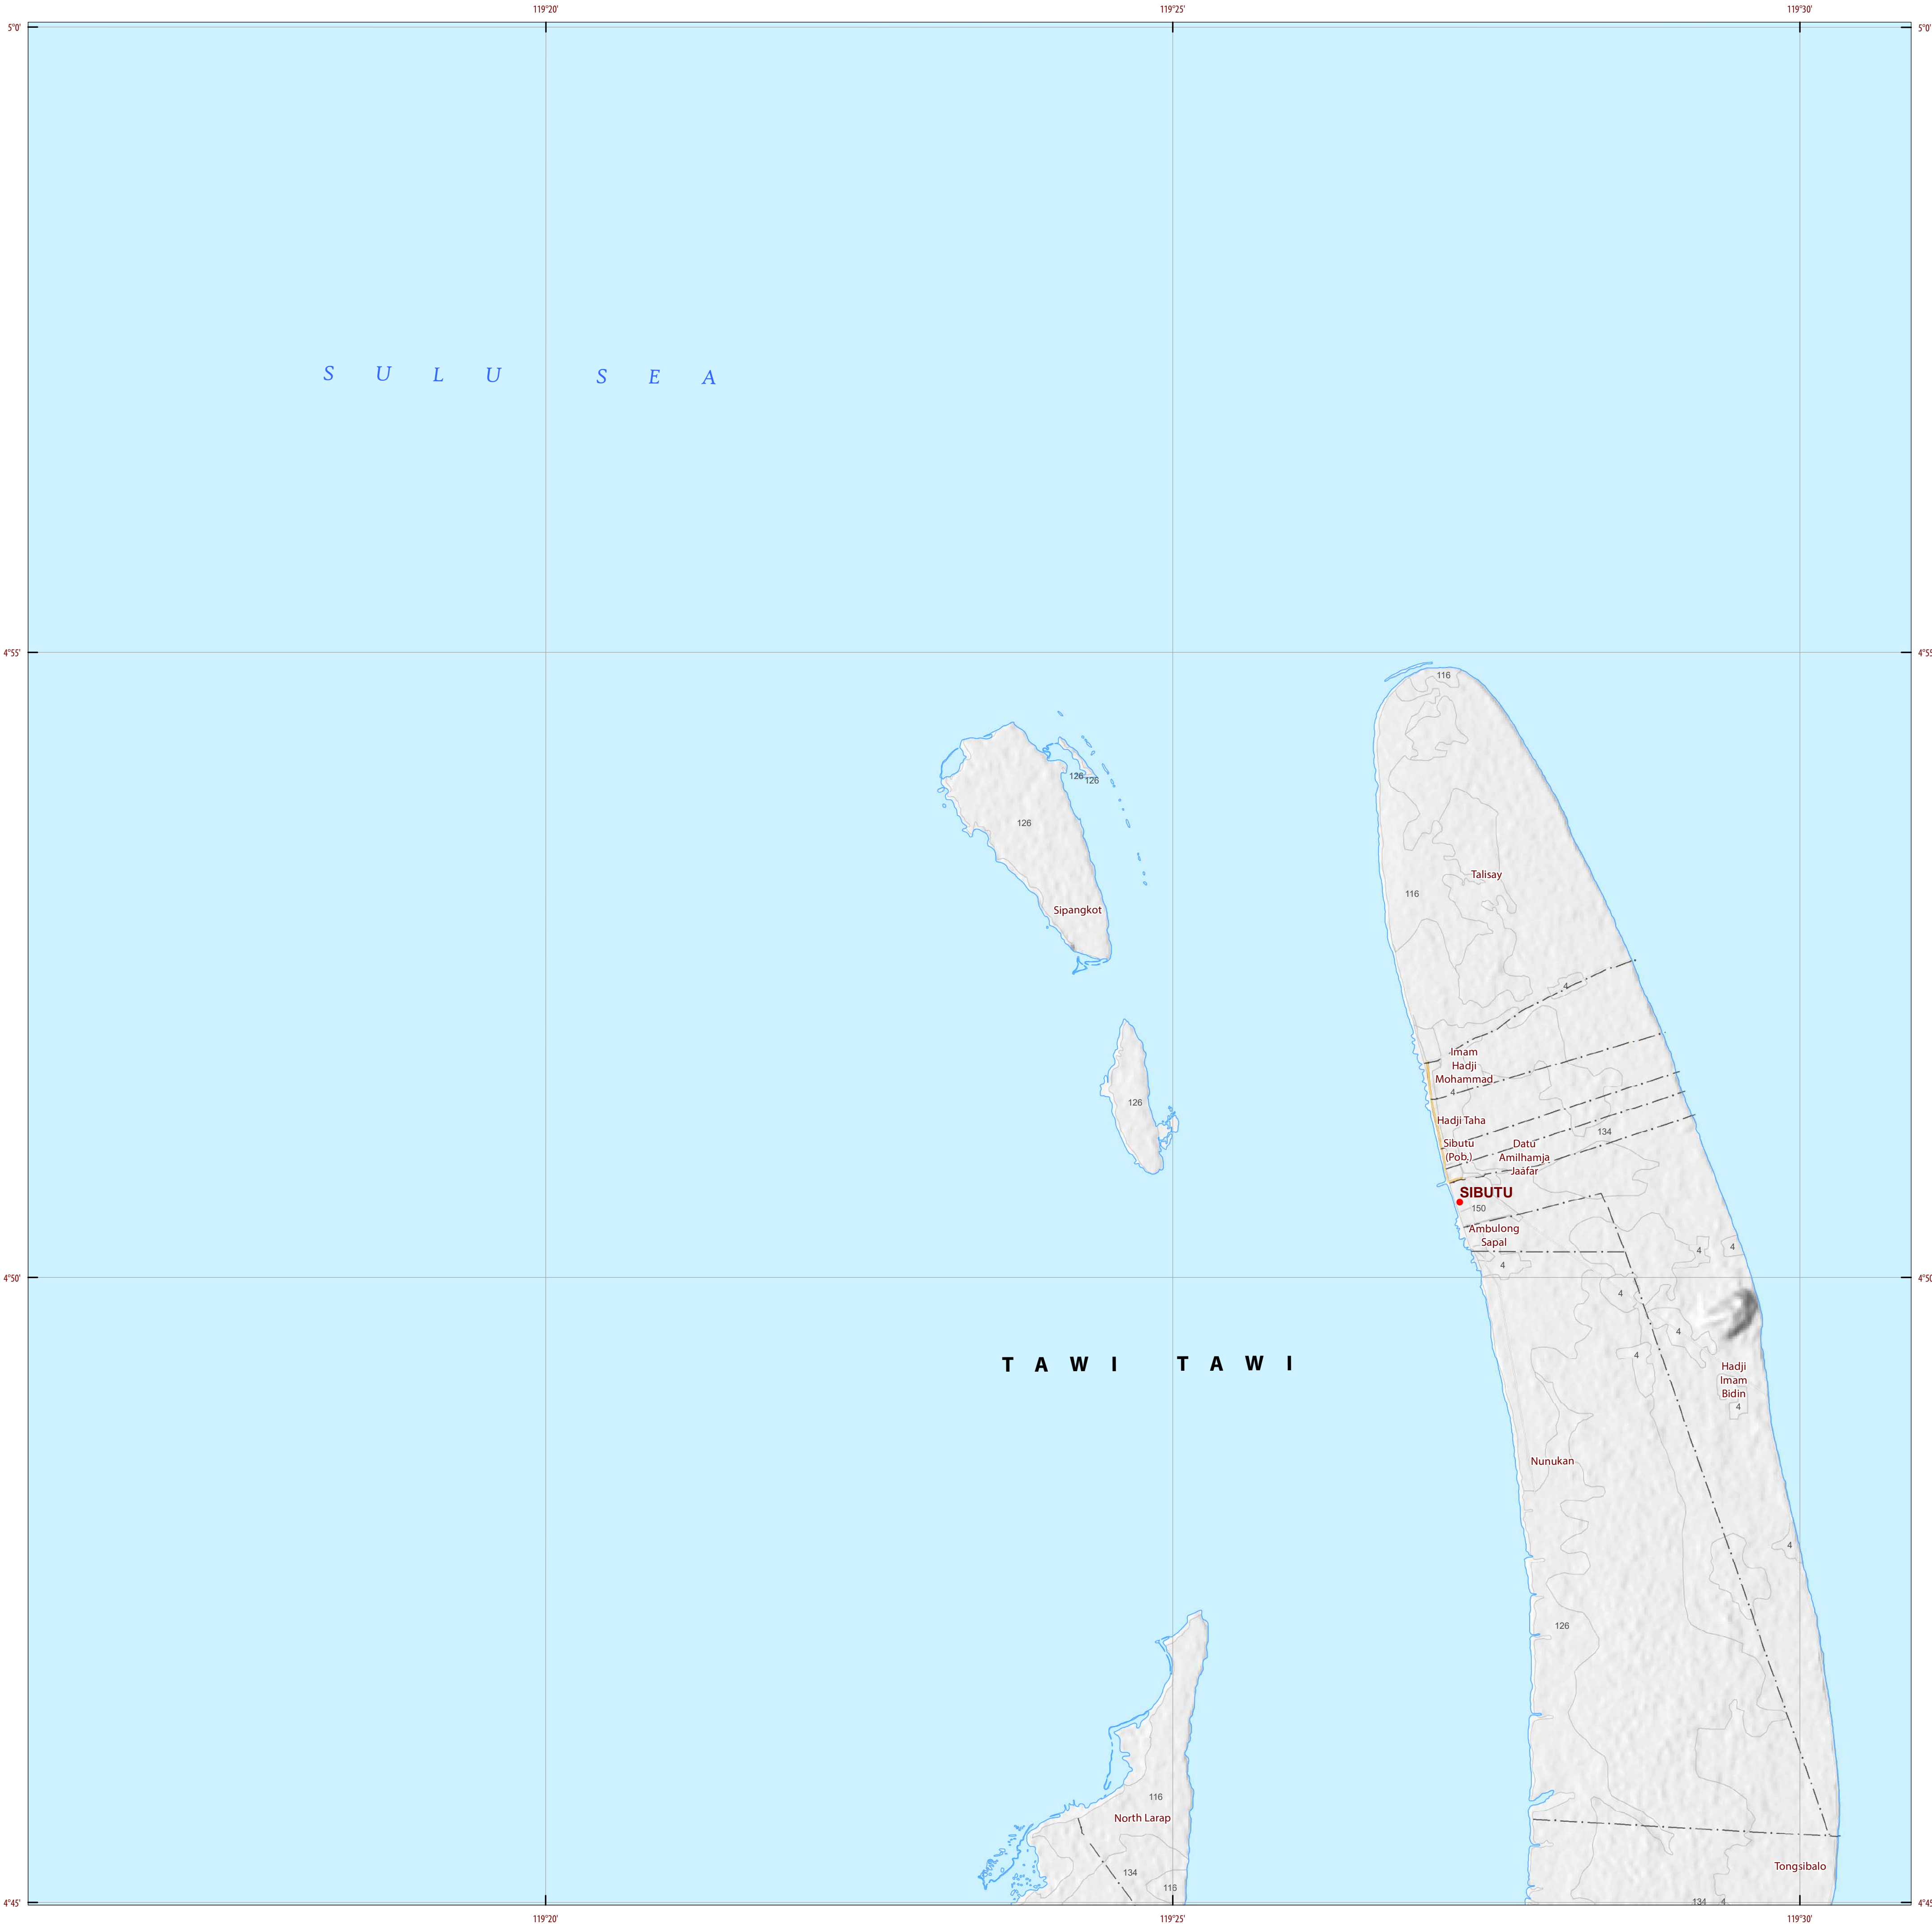 119°20' 119°25' 119°30'
5°0' 5°0'
S U L U S E A
4°55' 4°55
116
126 126
126
Talisay
116
Sipangkot
4
Imam
Hadji
Mohammad
4
126
Hadji Taha
134
Sibutu
(Pob.)
Datu
Amilhamja
Jaafar
SIBUTU
150
Ambulong
Sapal
4 4
4
4°50' 4°50
4
4
4
T A W I T A W I
Hadji
Imam
Bidin
4
Nunukan
4
126
116
North Larap
Tongsibalo
134
116
134 4
4°45' 4°45
119°20' 119°25' 119°30'